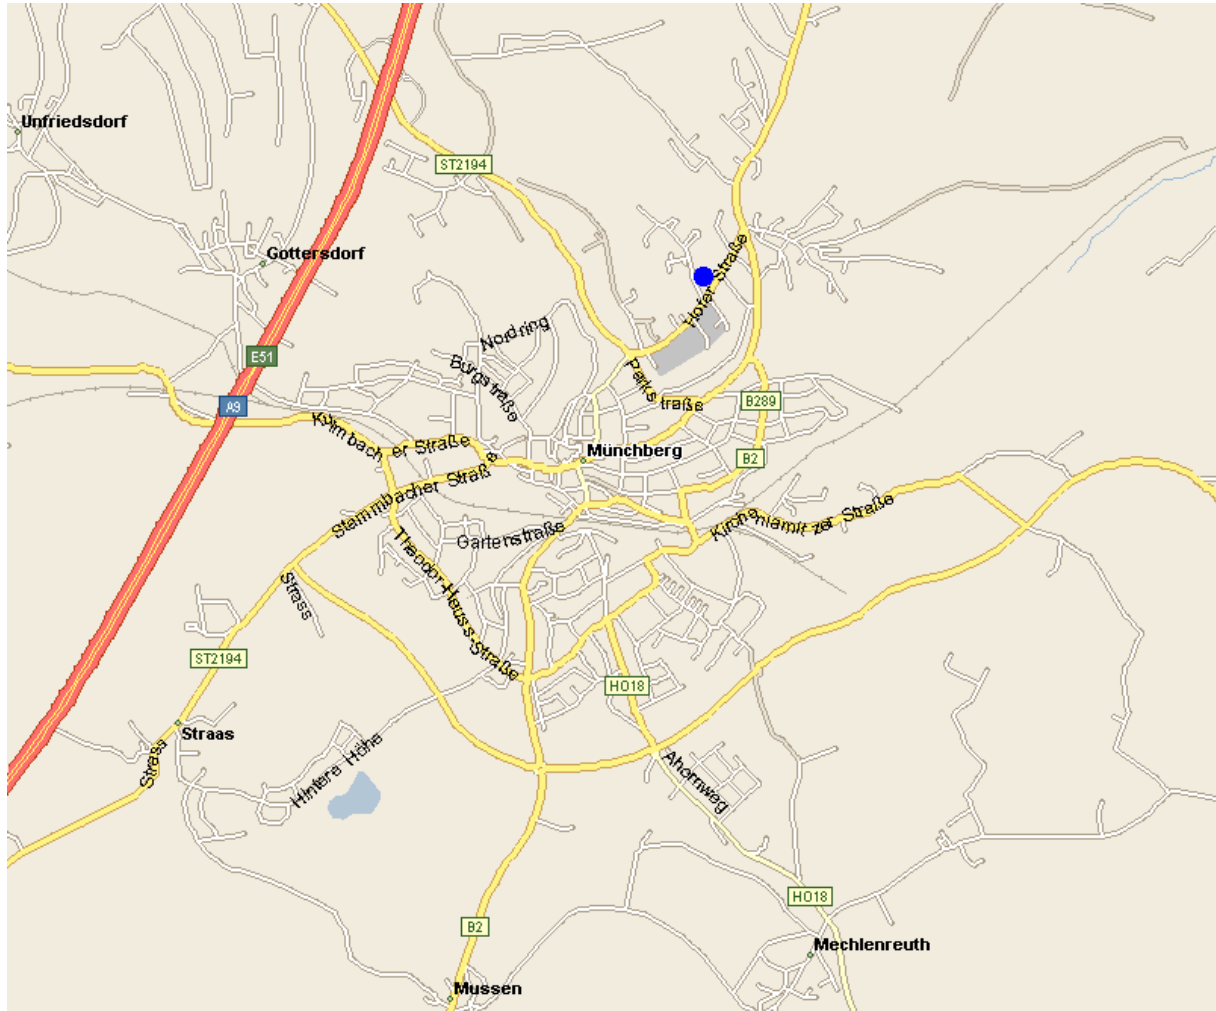 Unfriedsdorf
ST2194
Gottersdorf
Hofer Straße
Nordring
E51
Burgstraße
Parkstraße
A9
B289
Kulmbacher Straße
Münchberg
B2
Stammbacher Straße
Kirchenlamitzer Straße
Gartenstraße
Theodor-Heuss-Straße
Strass
ST2194
HO18
Straas
Strass
Hintere Höhe
Ahornweg
HO18
B2
Mechlenreuth
Mussen